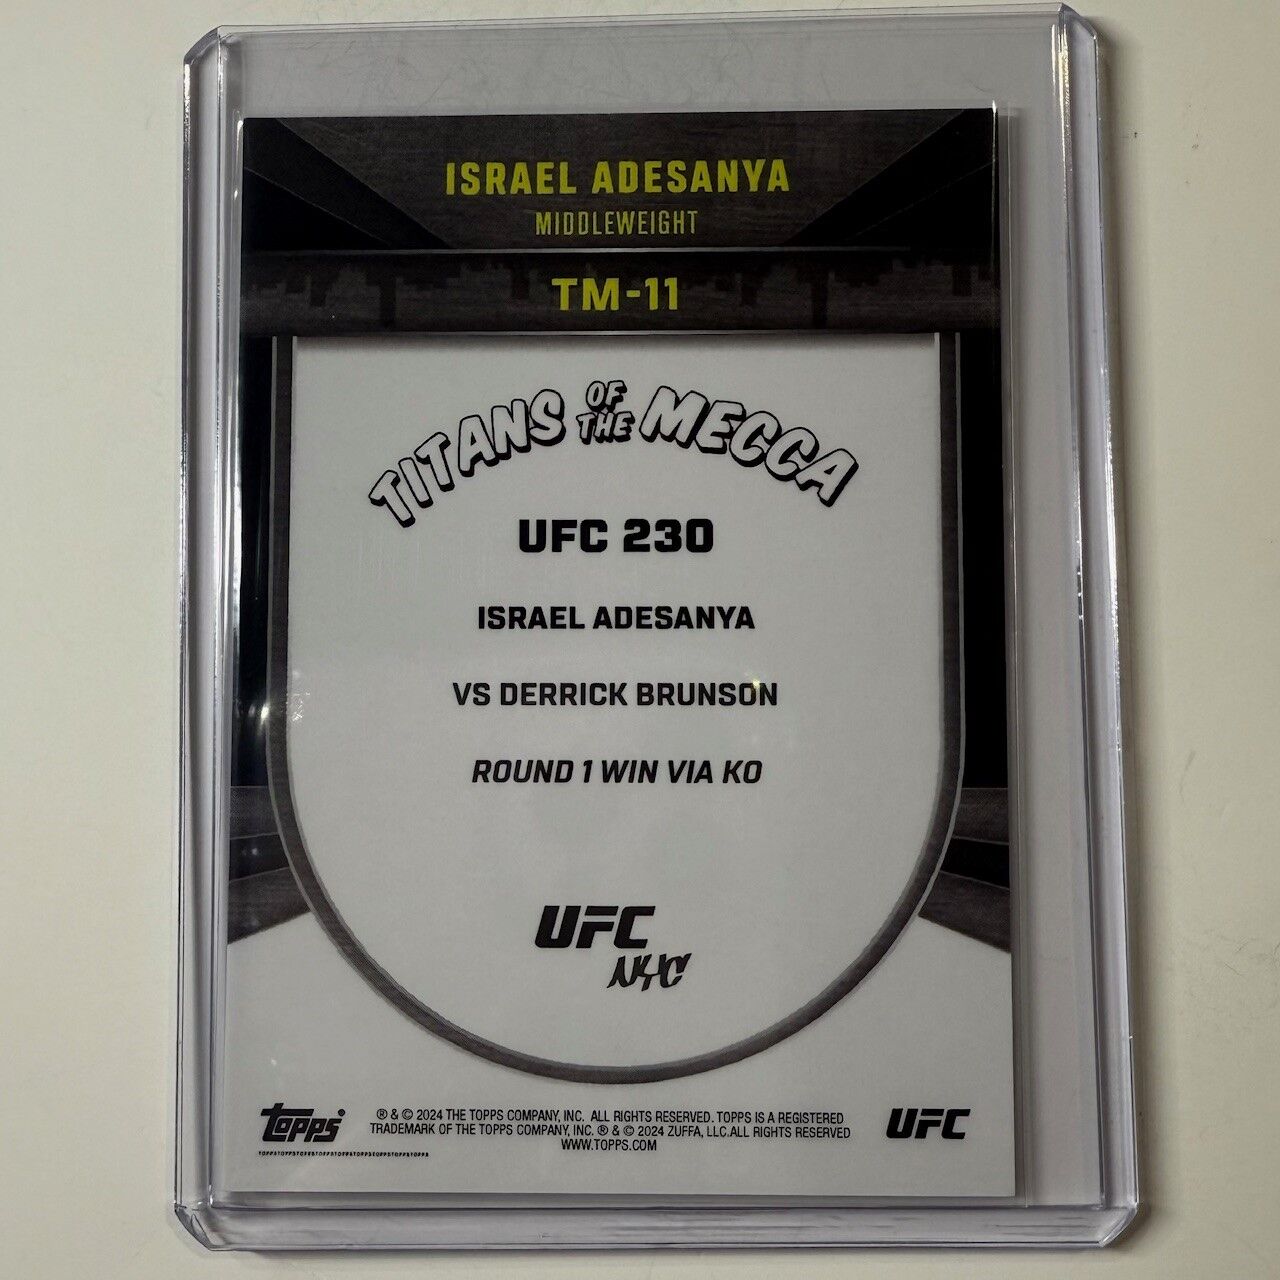 ISRAEL ADESANYA
MIDDLEWEIGHT
TM-11
TITANS OF THE MECCA
UFC 230
ISRAEL ADESANYA
VS DERRICK BRUNSON
ROUND 1 WIN VIA KO
UFC
NYC
topps
® & © 2024 THE TOPPS COMPANY, INC. ALL RIGHTS RESERVED. TOPPS IS A REGISTERED
TRADEMARK OF THE TOPPS COMPANY, INC. ® & © 2024 ZUFFA, LLC.ALL RIGHTS RESERVED
WWW.TOPPS.COM
UFC